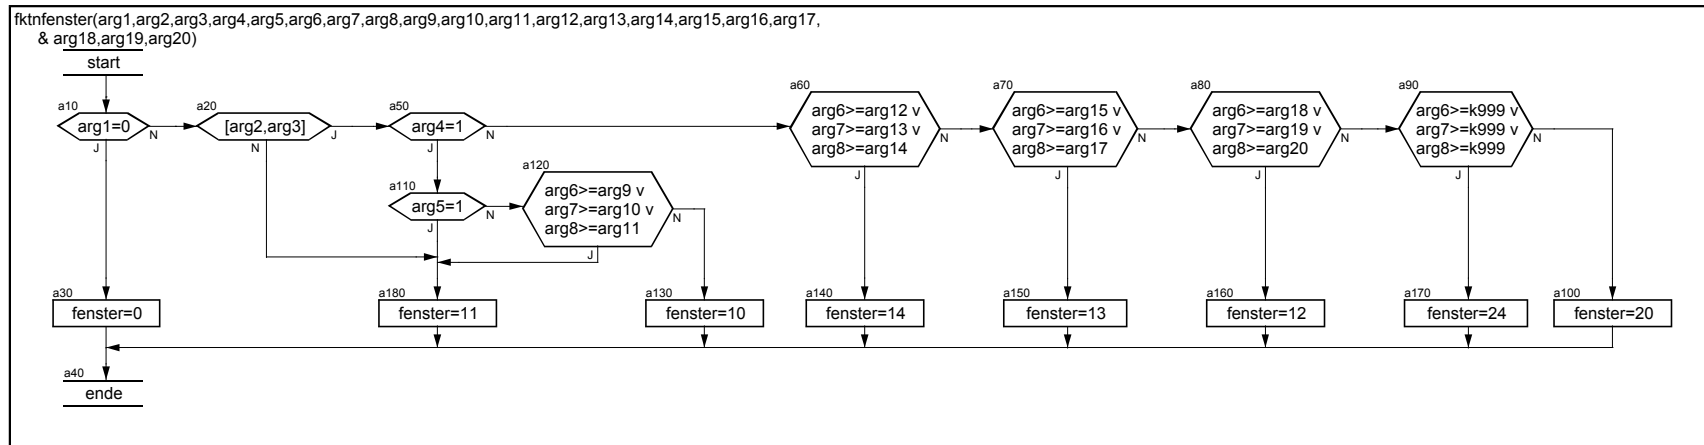 fktnfenster(arg1,arg2,arg3,arg4,arg5,arg6,arg7,arg8,arg9,arg10,arg11,arg12,arg13,arg14,arg15,arg16,arg17,
& arg18,arg19,arg20)
start
a10
arg1=0
N
J
a20
[arg2,arg3]
J
N
a50
arg4=1
N
J
a60
arg6>=arg12 v
arg7>=arg13 v
arg8>=arg14
N
J
a70
arg6>=arg15 v
arg7>=arg16 v
arg8>=arg17
N
J
a80
arg6>=arg18 v
arg7>=arg19 v
arg8>=arg20
N
J
a90
arg6>=k999 v
arg7>=k999 v
arg8>=k999
N
J
a110
arg5=1
N
J
a120
arg6>=arg9 v
arg7>=arg10 v
arg8>=arg11
N
J
a30
fenster=0
a180
fenster=11
a130
fenster=10
a140
fenster=14
a150
fenster=13
a160
fenster=12
a170
fenster=24
a100
fenster=20
a40
ende